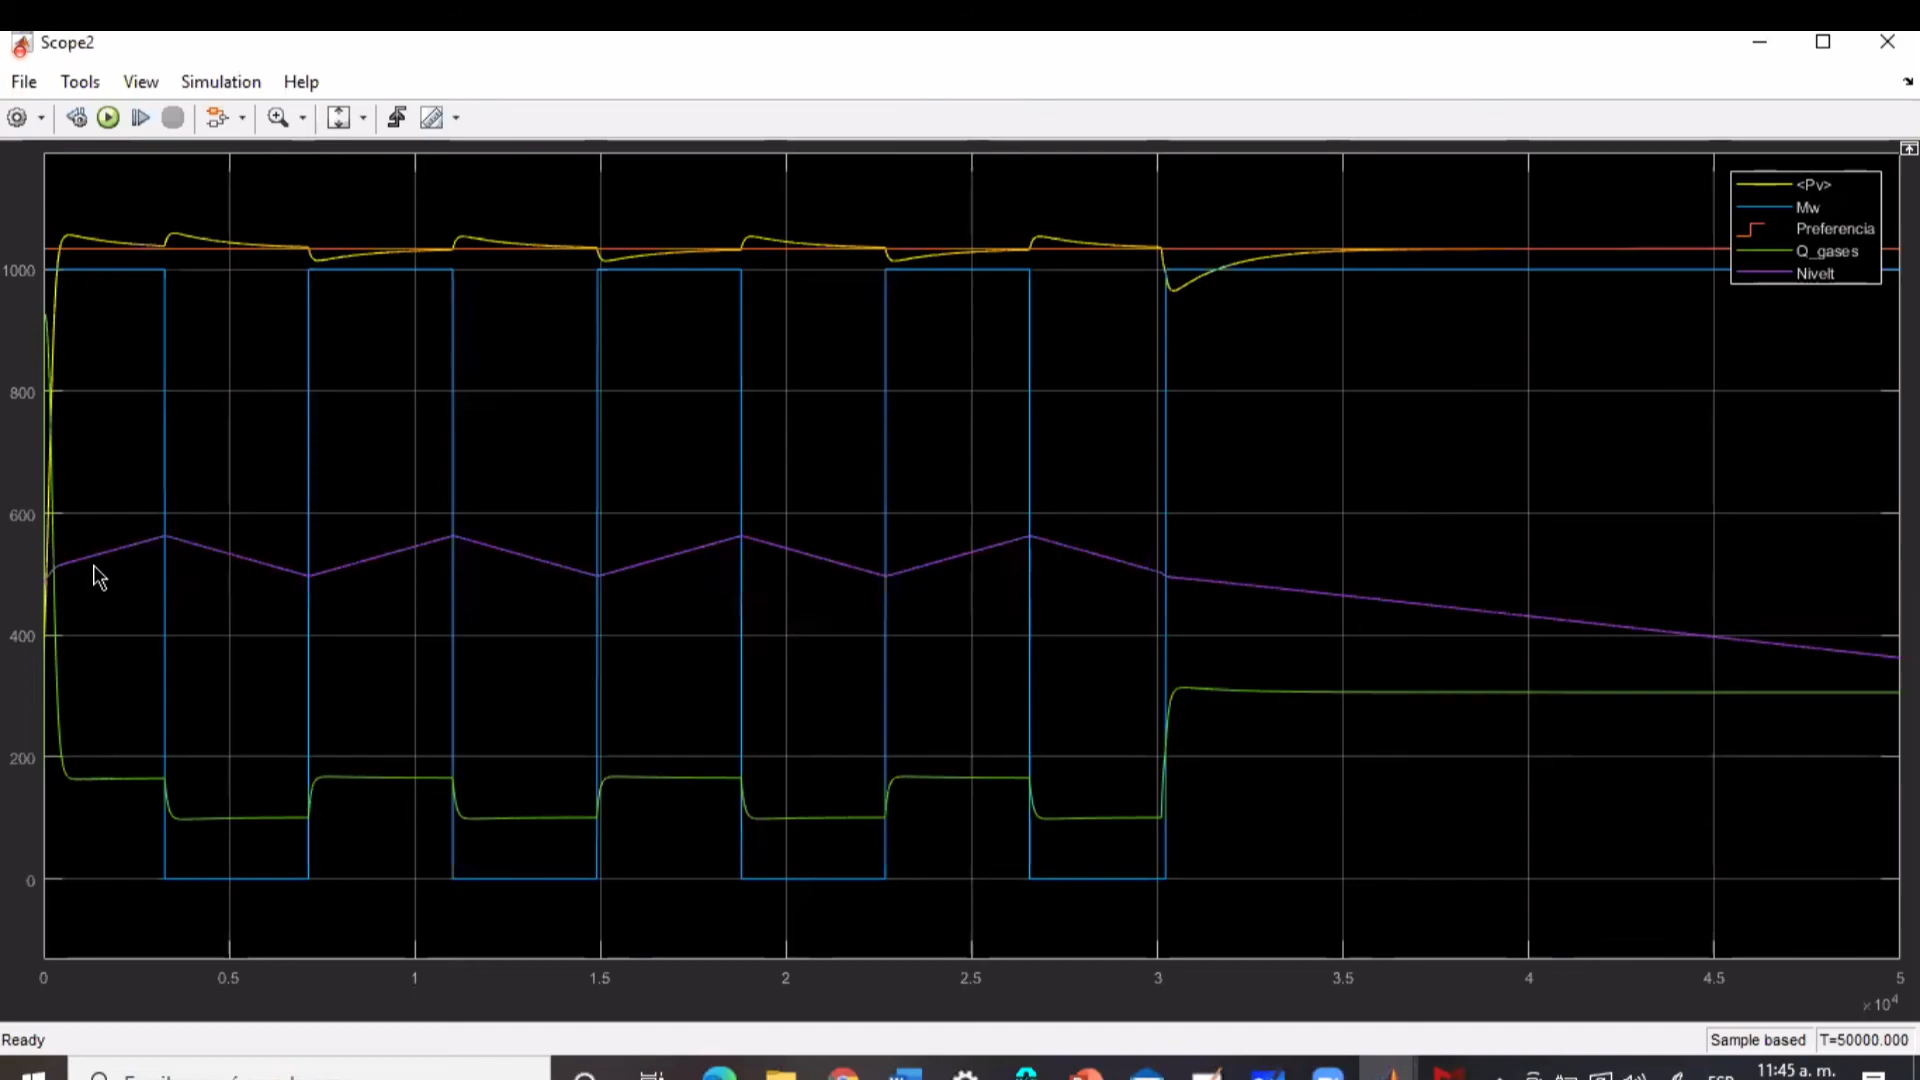 Scope2
File Tools View Simulation Help
<Pv>
Mw
Preferencia
Q_gases
Nivelt
1000
800
600
400
200
0
0 0.5 1 1.5 2 2.5 3 3.5 4 4.5 5
×10^4
Ready
Sample based T=50000.000
11:45 a. m.